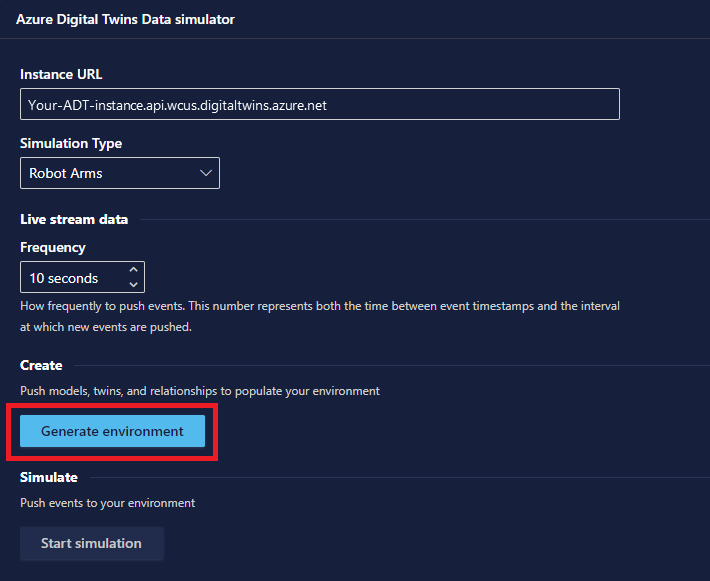 Azure Digital Twins Data simulator
Instance URL
Your-ADT-instance.api.wcus.digitaltwins.azure.net
Simulation Type
Robot Arms
Live stream data
Frequency
10 seconds
How frequently to push events. This number represents both the time between event timestamps and the interval
at which new events are pushed.
Create
Push models, twins, and relationships to populate your environment
Generate environment
Simulate
Push events to your environment
Start simulation